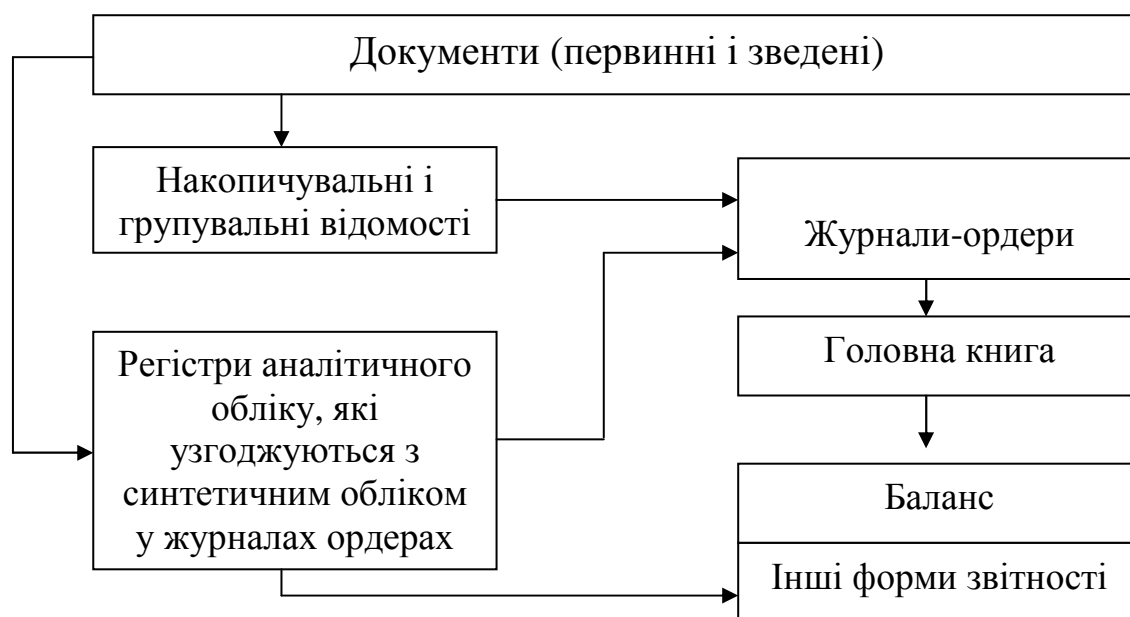 Документи (первинні і зведені)
Накопичувальні і
групувальні відомості
Журнали-ордери
Головна книга
Регістри аналітичного
обліку, які
узгоджуються з
синтетичним обліком
у журналах ордерах
Баланс
Інші форми звітності